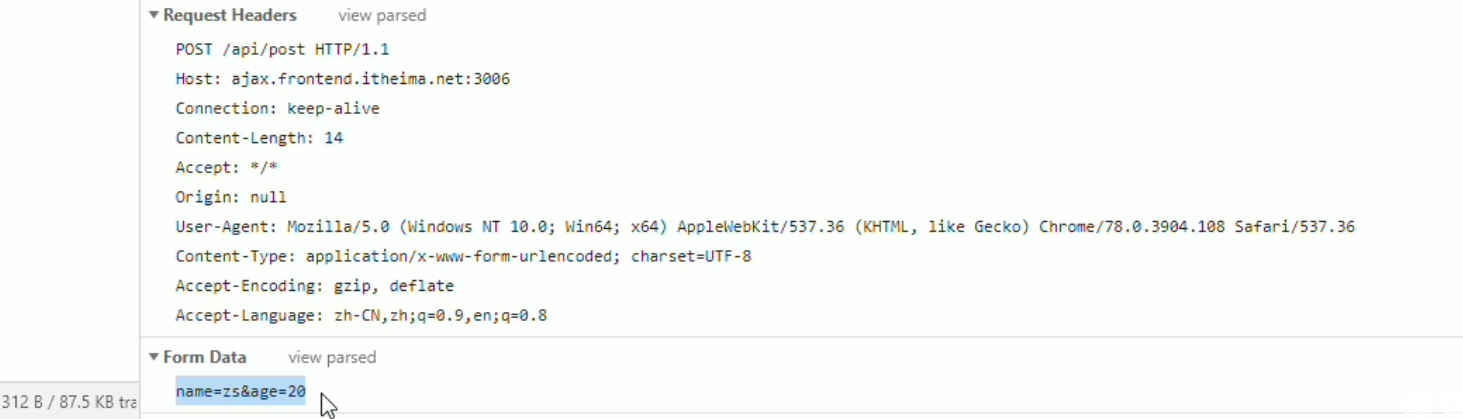 Request Headers view parsed
POST /api/post HTTP/1.1
Host: ajax.frontend.itheima.net:3006
Connection: keep-alive
Content-Length: 14
Accept: */*
Origin: null
User-Agent: Mozilla/5.0 (Windows NT 10.0; Win64; x64) AppleWebKit/537.36 (KHTML, like Gecko) Chrome/78.0.3904.108 Safari/537.36
Content-Type: application/x-www-form-urlencoded; charset=UTF-8
Accept-Encoding: gzip, deflate
Accept-Language: zh-CN,zh;q=0.9,en;q=0.8
Form Data view parsed
name=zs&age=20
312 B / 87.5 KB tra